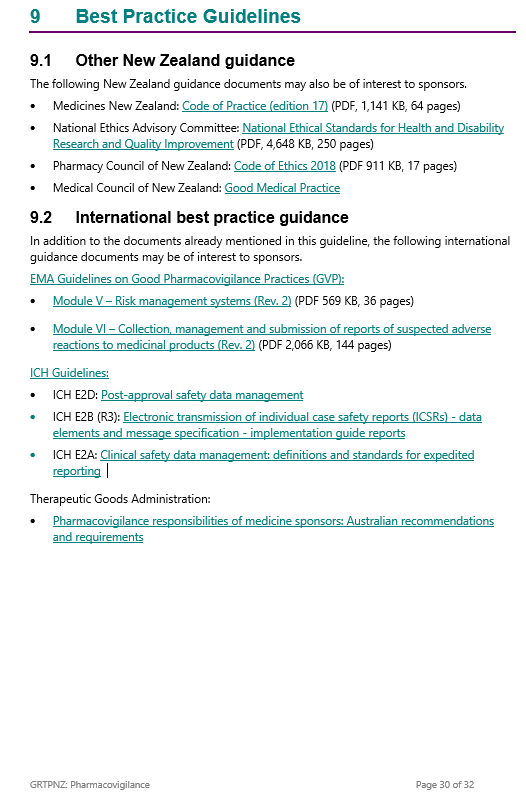 9 Best Practice Guidelines
9.1 Other New Zealand guidance
The following New Zealand guidance documents may also be of interest to sponsors.
• Medicines New Zealand: Code of Practice (edition 17) (PDF, 1,141 KB, 64 pages)
• National Ethics Advisory Committee: National Ethical Standards for Health and Disability
Research and Quality Improvement (PDF, 4,648 KB, 250 pages)
• Pharmacy Council of New Zealand: Code of Ethics 2018 (PDF 911 KB, 17 pages)
• Medical Council of New Zealand: Good Medical Practice
9.2 International best practice guidance
In addition to the documents already mentioned in this guideline, the following international
guidance documents may be of interest to sponsors.
EMA Guidelines on Good Pharmacovigilance Practices (GVP):
• Module V – Risk management systems (Rev. 2) (PDF 569 KB, 36 pages)
• Module VI – Collection, management and submission of reports of suspected adverse
reactions to medicinal products (Rev. 2) (PDF 2,066 KB, 144 pages)
ICH Guidelines:
• ICH E2D: Post-approval safety data management
• ICH E2B (R3): Electronic transmission of individual case safety reports (ICSRs) - data
elements and message specification - implementation guide reports
• ICH E2A: Clinical safety data management: definitions and standards for expedited
reporting
Therapeutic Goods Administration:
• Pharmacovigilance responsibilities of medicine sponsors: Australian recommendations
and requirements
GRTPNZ: Pharmacovigilance Page 30 of 32